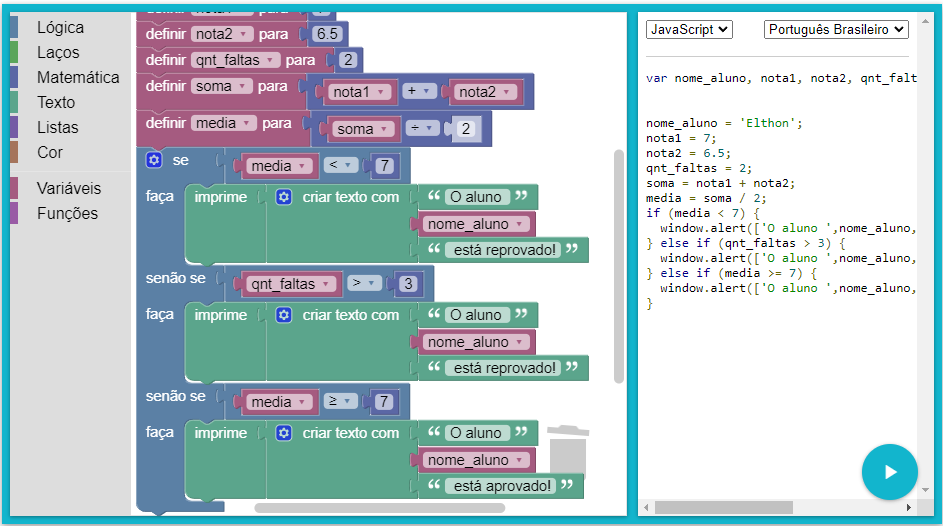 Lógica
Laços
Matemática
Texto
Listas
Cor
Variáveis
Funções
definir nota2 para 6.5
definir qnt_faltas para 2
definir soma para nota1 + nota2
definir media para soma ÷ 2
se media < 7
faça imprime criar texto com “ O aluno ”
nome_aluno
“ está reprovado! ”
senão se qnt_faltas > 3
faça imprime criar texto com “ O aluno ”
nome_aluno
“ está reprovado! ”
senão se media ≥ 7
faça imprime criar texto com “ O aluno ”
nome_aluno
“ está aprovado! ”
JavaScript
Português Brasileiro
var nome_aluno, nota1, nota2, qnt_falt
nome_aluno = 'Elthon';
nota1 = 7;
nota2 = 6.5;
qnt_faltas = 2;
soma = nota1 + nota2;
media = soma / 2;
if (media < 7) {
window.alert(['O aluno ',nome_aluno,
} else if (qnt_faltas > 3) {
window.alert(['O aluno ',nome_aluno,
} else if (media >= 7) {
window.alert(['O aluno ',nome_aluno,
}